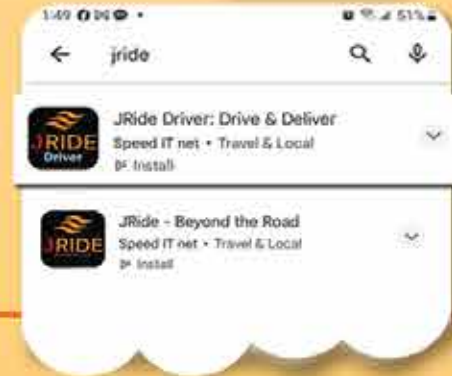 1:49
51%
jride
JRIDE
Driver
JRide Driver: Drive & Deliver
Speed IT net • Travel & Local
Install
JRIDE
JRide - Beyond the Road
Speed IT net • Travel & Local
Install